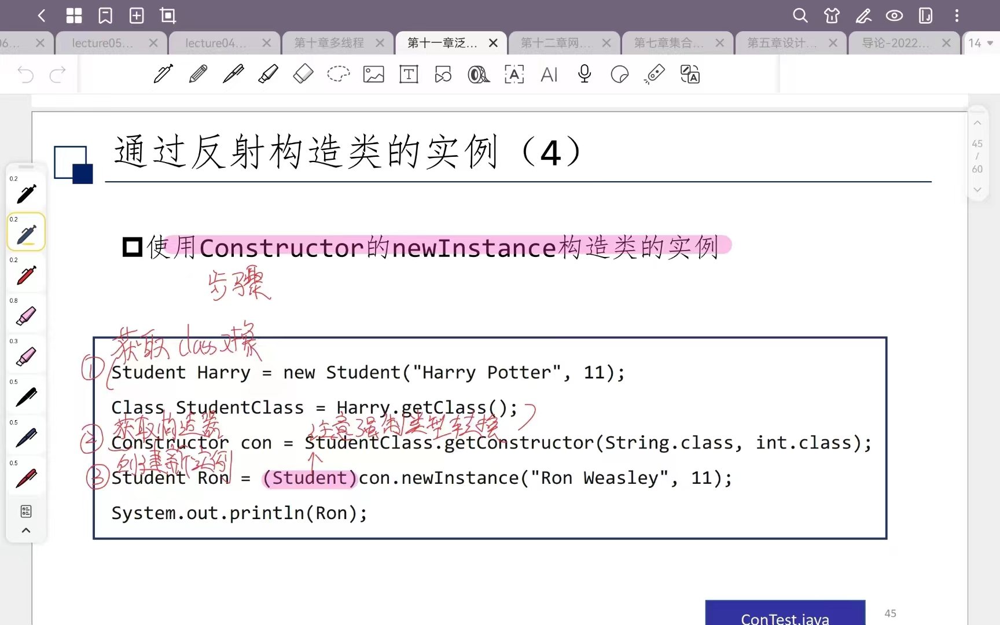 06...
lecture05...
lecture04...
第十章多线程
第十一章泛...
第十二章网...
第七章集合...
第五章设计...
导论-2022...
14
T
A
AI
A
45
/
60
0.2
0.2
0.2
0.8
0.3
0.5
0.5
0.5
通过反射构造类的实例（4）
使用Constructor的newInstance构造类的实例
步骤
获取class对象
① Student Harry = new Student("Harry Potter", 11);
Class StudentClass = Harry.getClass();
获取构造器 注意强制类型转换
② Constructor con = StudentClass.getConstructor(String.class, int.class);
创建新实例
③ Student Ron = (Student)con.newInstance("Ron Weasley", 11);
System.out.println(Ron);
ConTest.java
45